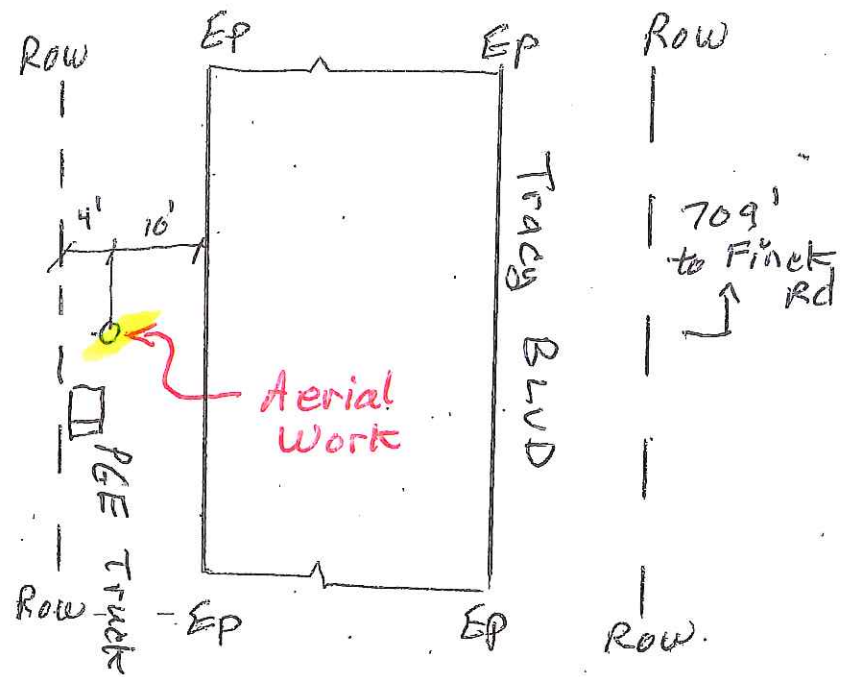 Row
Ep
Ep
Row
4'
10'
Tracy BLVD
709'
to Finck
Rd
Aerial
Work
PGE Truck
Row
Ep
Ep
Row.